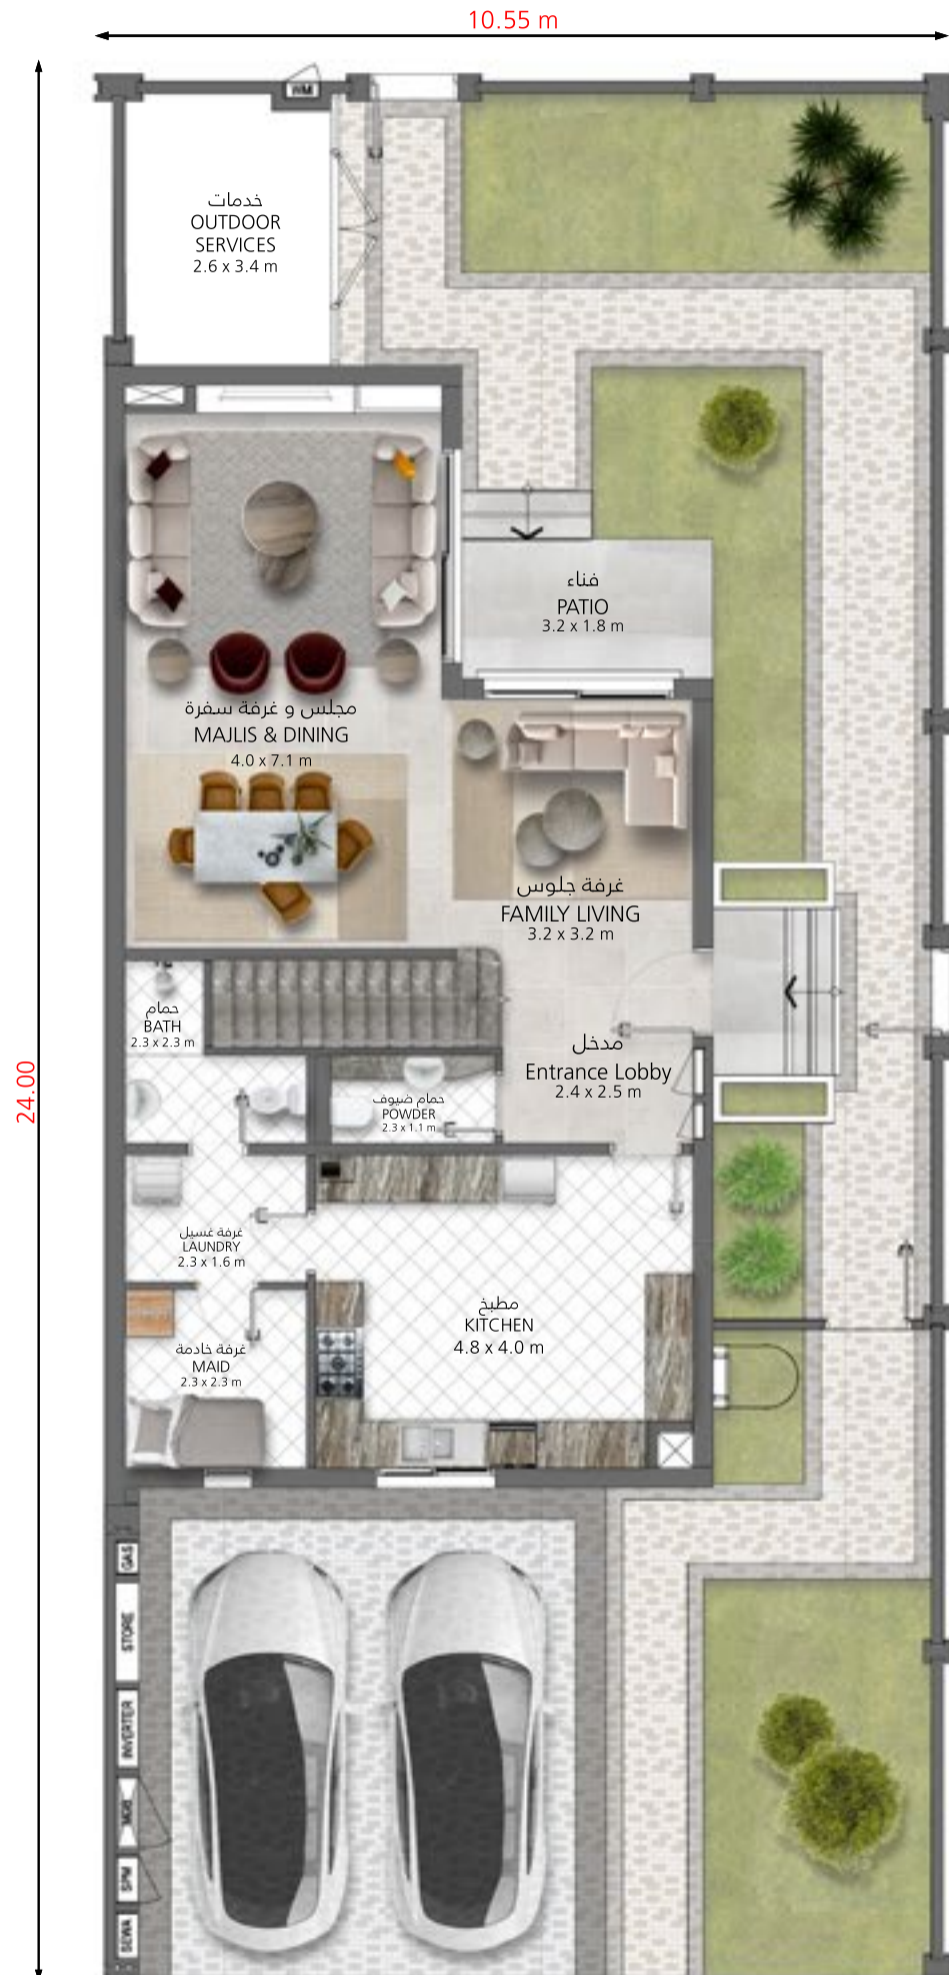 10.55 m
WM
خدمات
OUTDOOR
SERVICES
2.6 x 3.4 m
فناء
PATIO
3.2 x 1.8 m
مجلس و غرفة سفرة
MAJLIS & DINING
4.0 x 7.1 m
غرفة جلوس
FAMILY LIVING
3.2 x 3.2 m
حمام
BATH
2.3 x 2.3 m
مدخل
Entrance Lobby
2.4 x 2.5 m
حمام ضيوف
POWDER
2.3 x 1.1 m
24.00
غرفة غسيل
LAUNDRY
2.3 x 1.6 m
مطبخ
KITCHEN
4.8 x 4.0 m
غرفة خادمة
MAID
2.3 x 2.3 m
GAS
STORE
INVERTER
SPM
SEWA